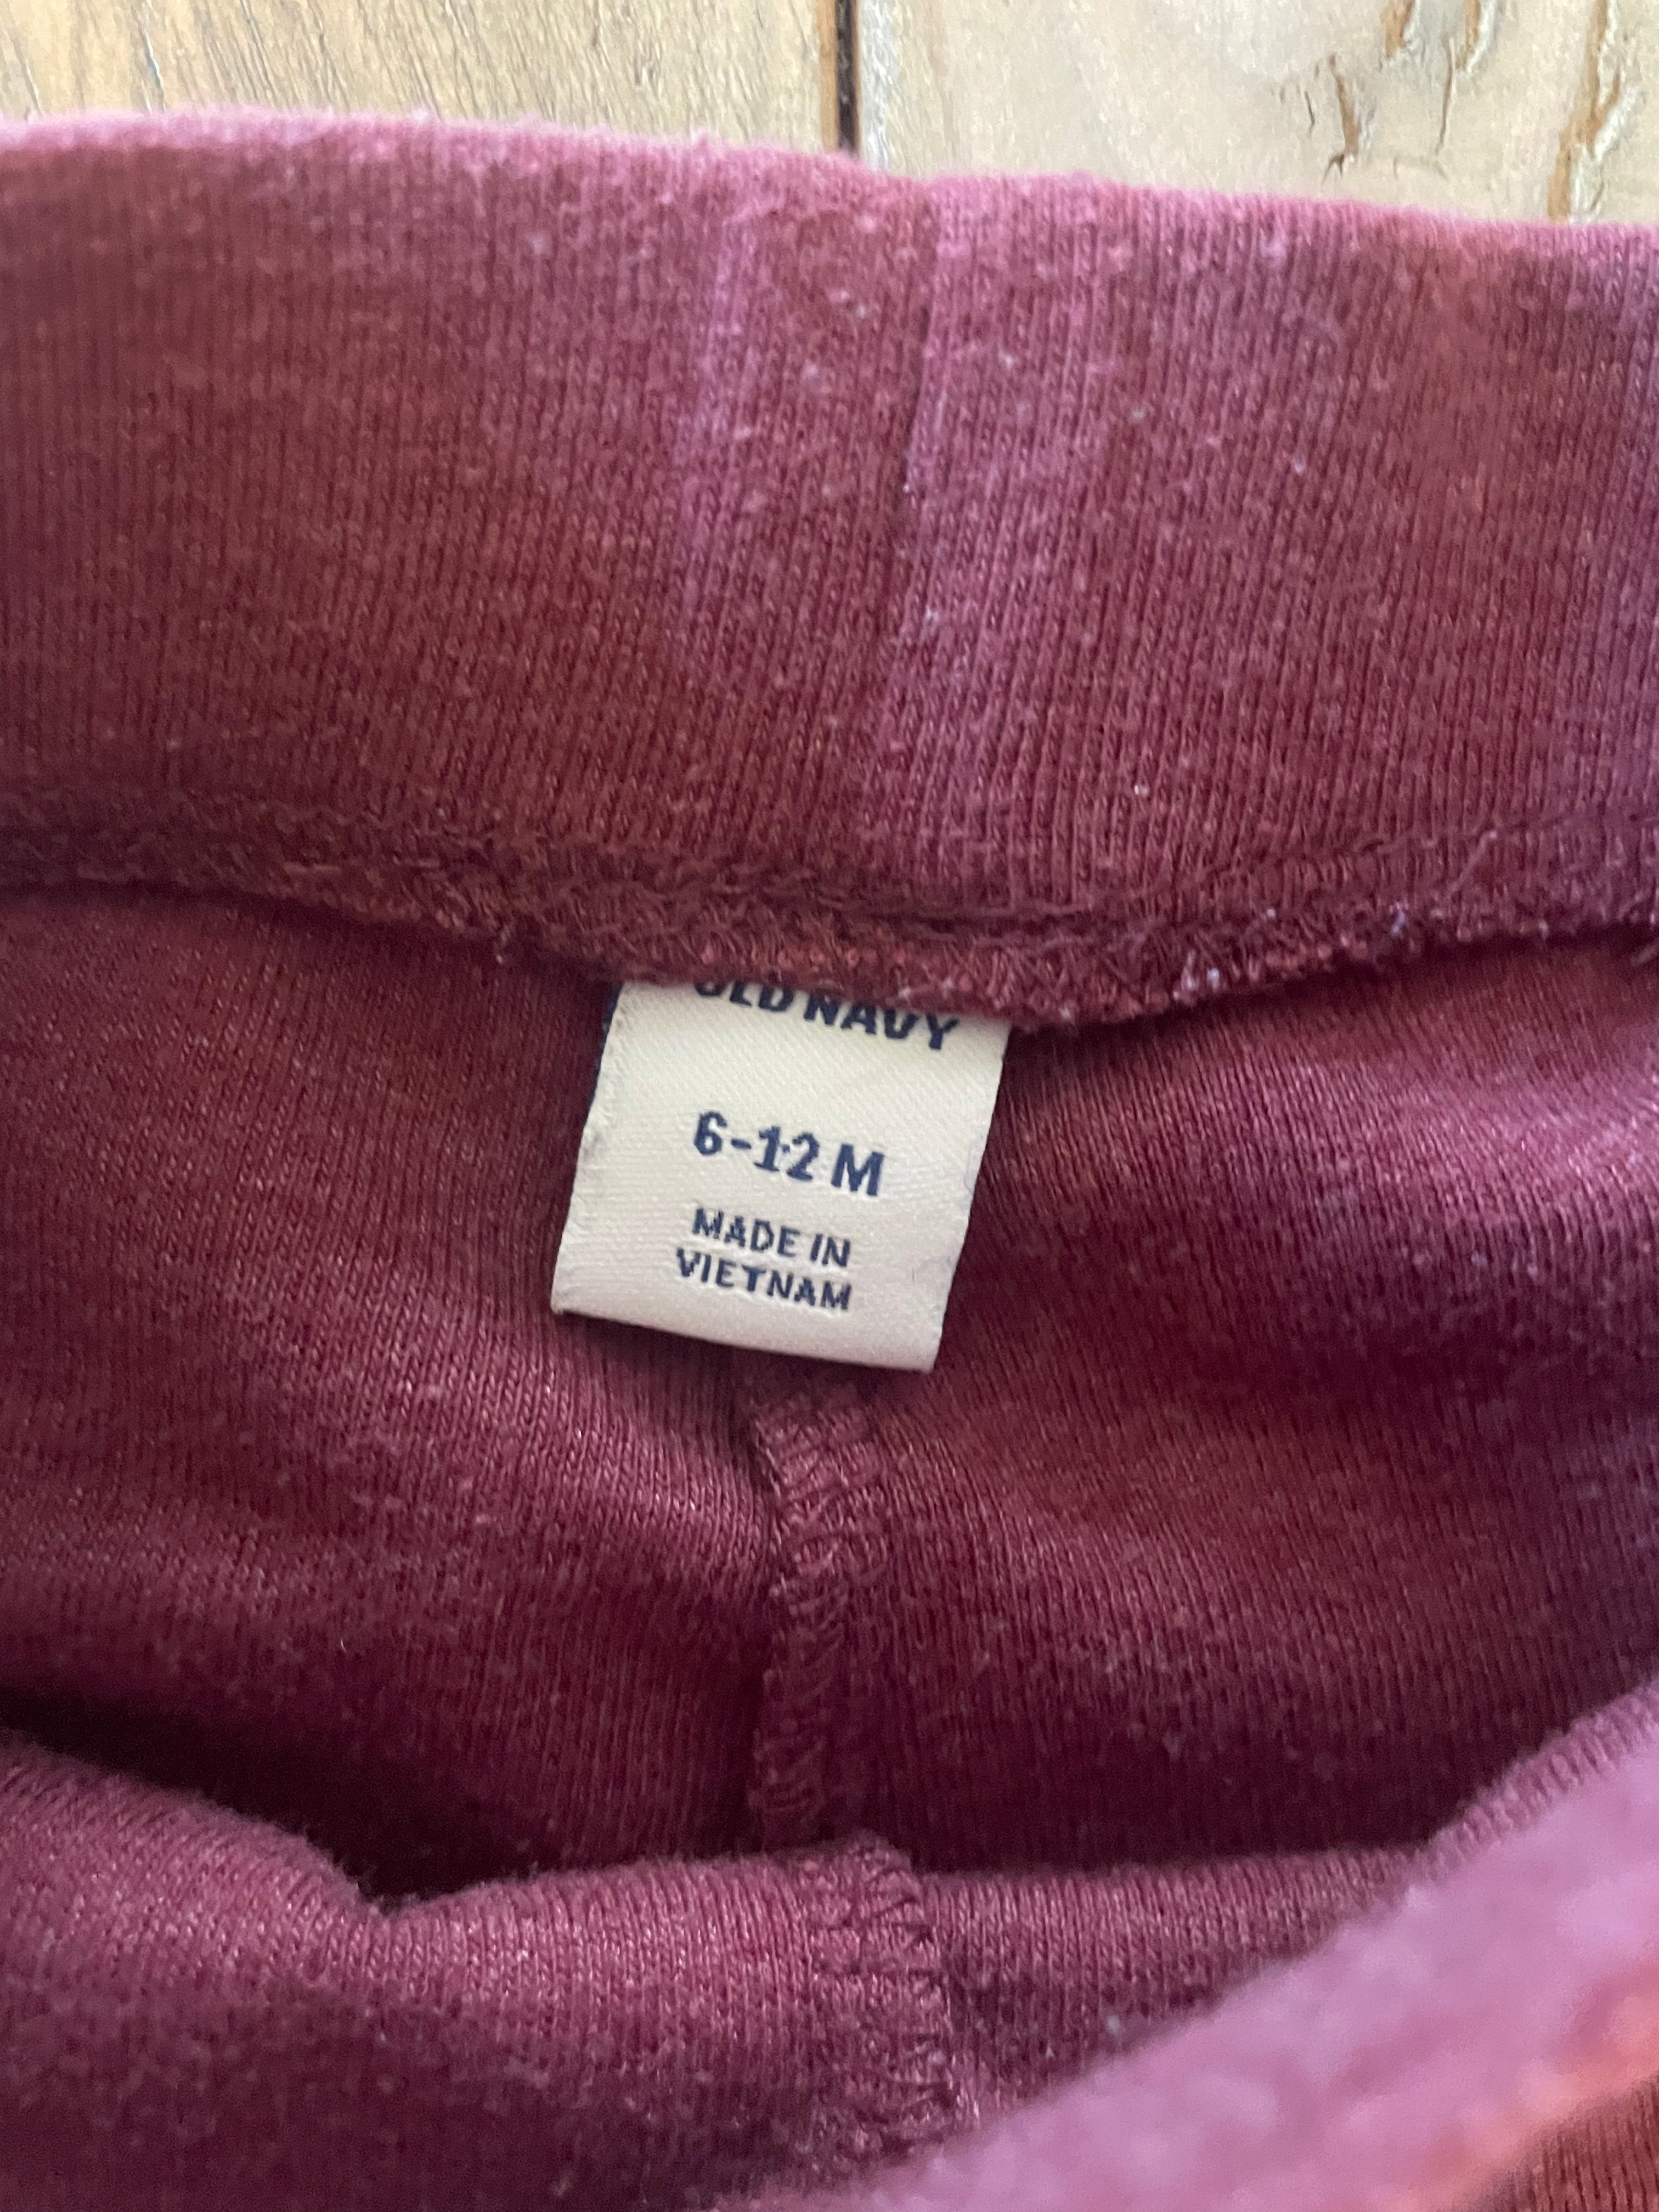 OLD NAVY
6-12 M
MADE IN
VIETNAM